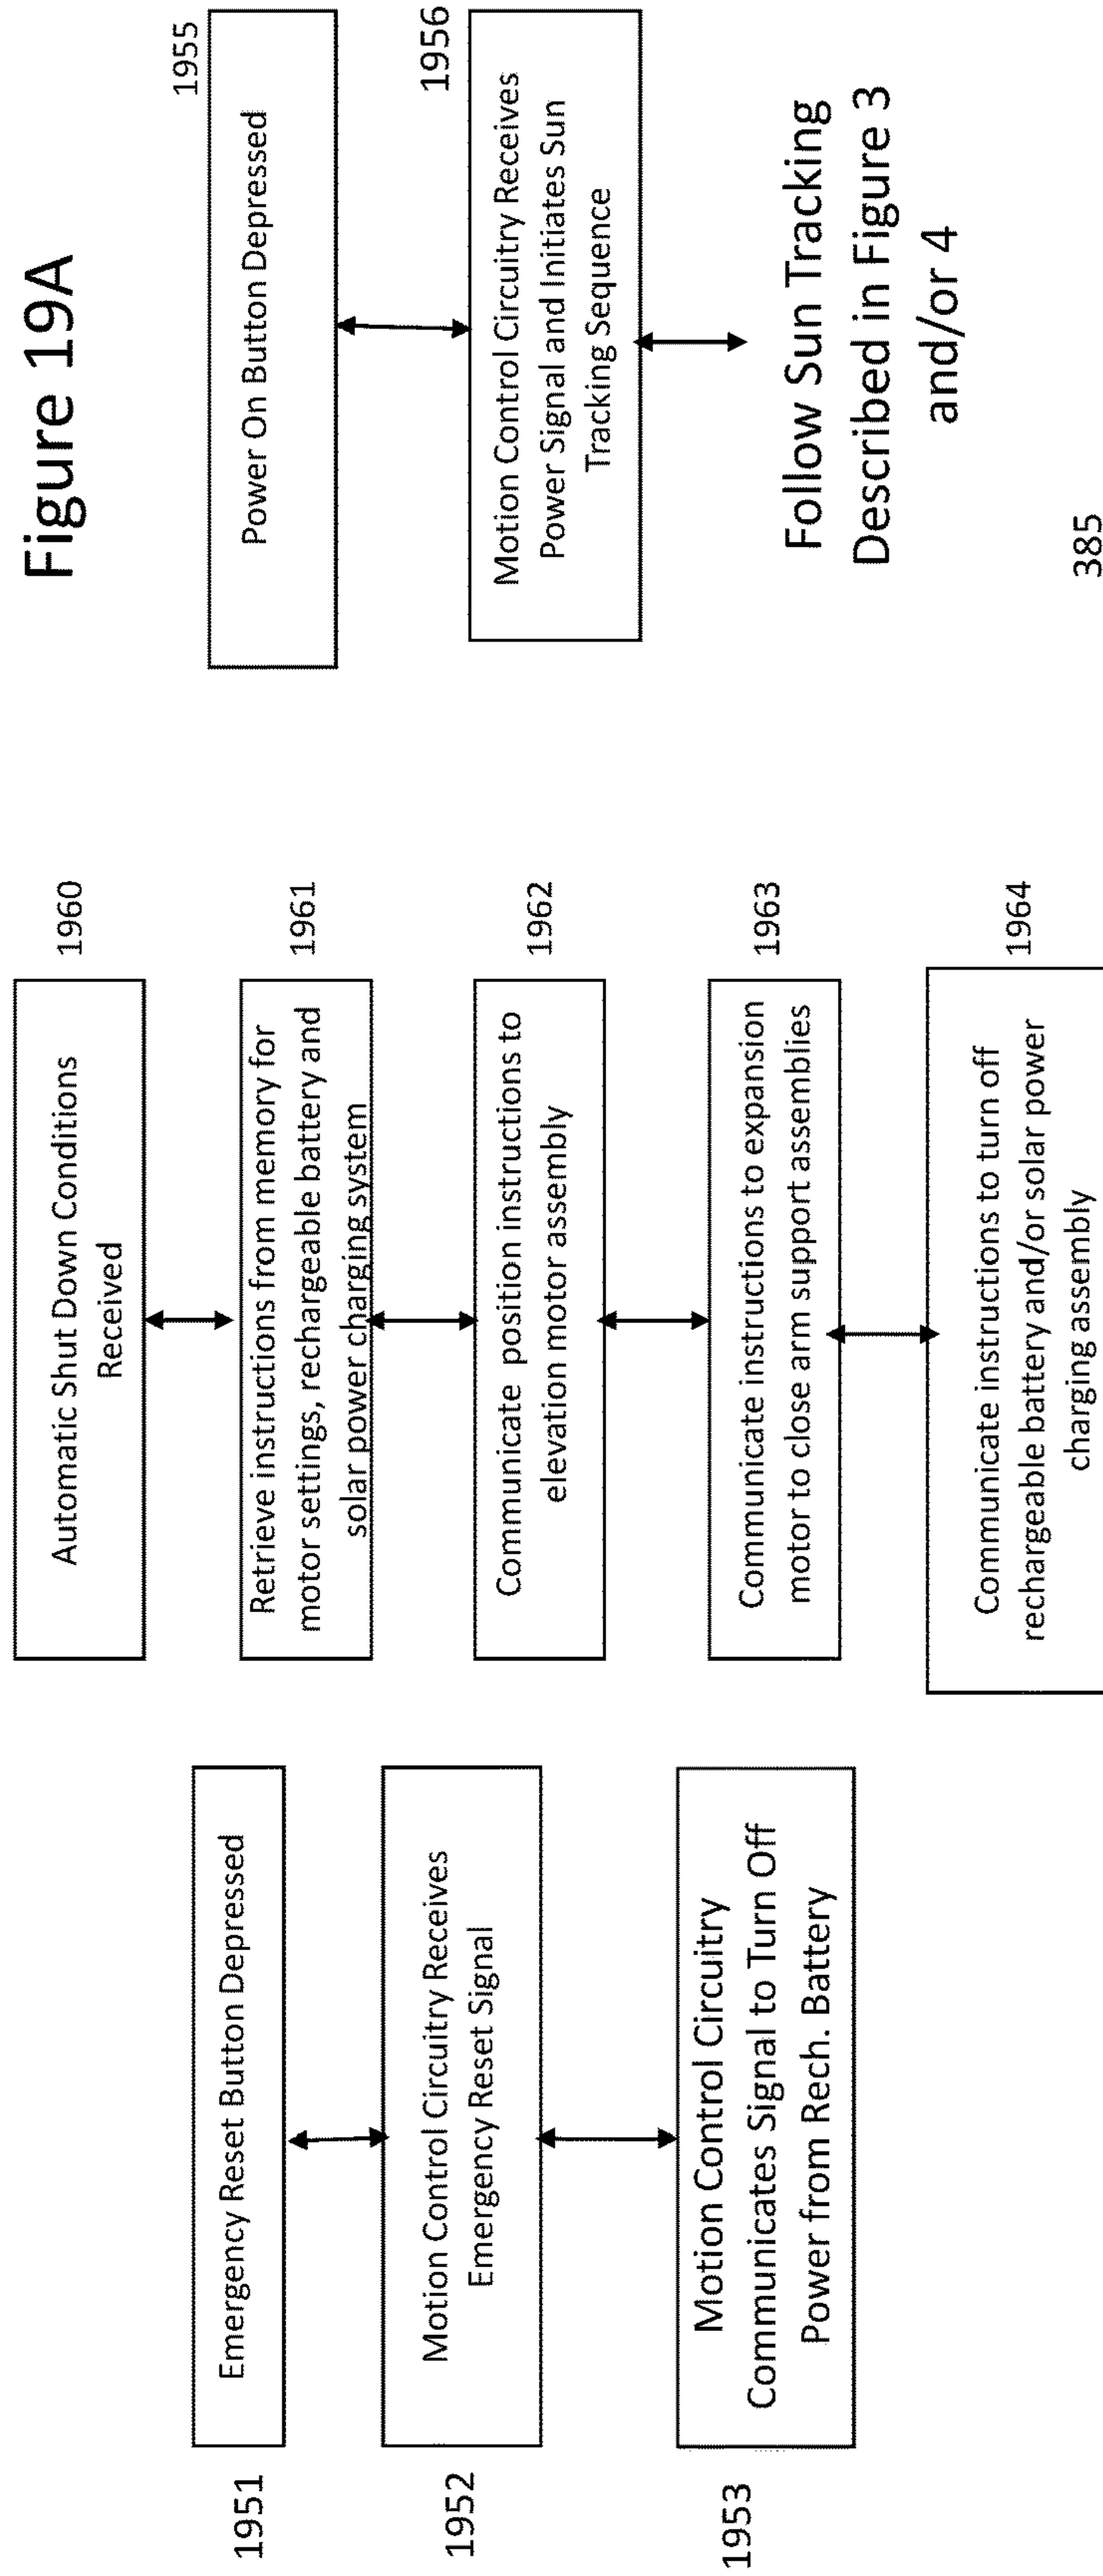 Figure 19A
Emergency Reset Button Depressed
1951
Motion Control Circuitry Receives
Emergency Reset Signal
1952
Motion Control Circuitry
Communicates Signal to Turn Off
Power from Rech. Battery
1953
Automatic Shut Down Conditions
Received
1960
Retrieve instructions from memory for
motor settings, rechargeable battery and
solar power charging system
1961
Communicate position instructions to
elevation motor assembly
1962
Communicate instructions to expansion
motor to close arm support assemblies
1963
Communicate instructions to turn off
rechargeable battery and/or solar power
charging assembly
1964
Power On Button Depressed
1955
Motion Control Circuitry Receives
Power Signal and Initiates Sun
Tracking Sequence
1956
Follow Sun Tracking
Described in Figure 3
and/or 4
385